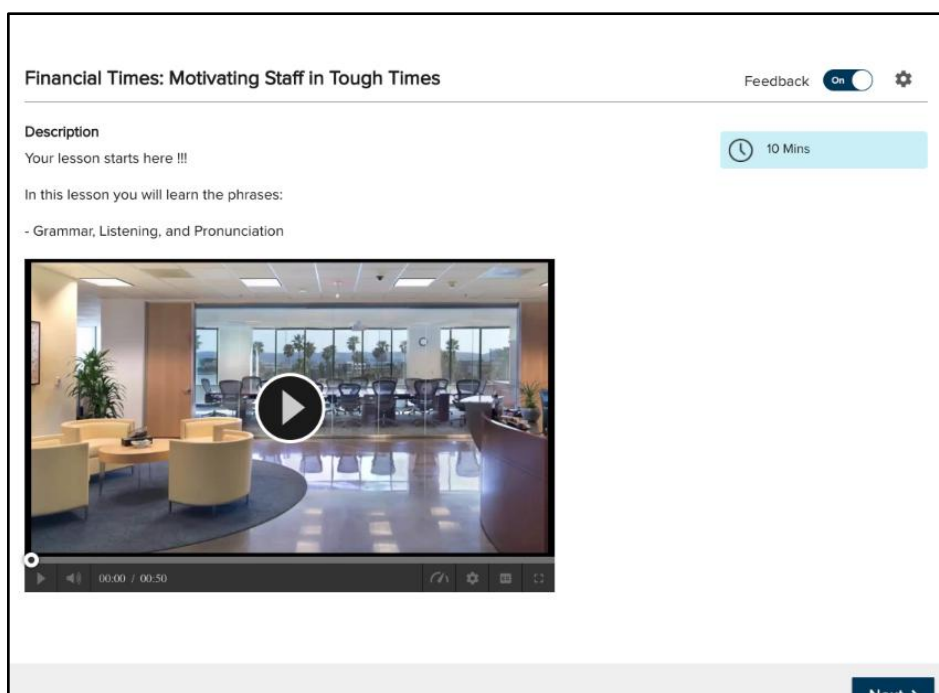 Financial Times: Motivating Staff in Tough Times
Feedback On
Description
10 Mins
Your lesson starts here !!!
In this lesson you will learn the phrases:
- Grammar, Listening, and Pronunciation
00:00 / 00:50
Next